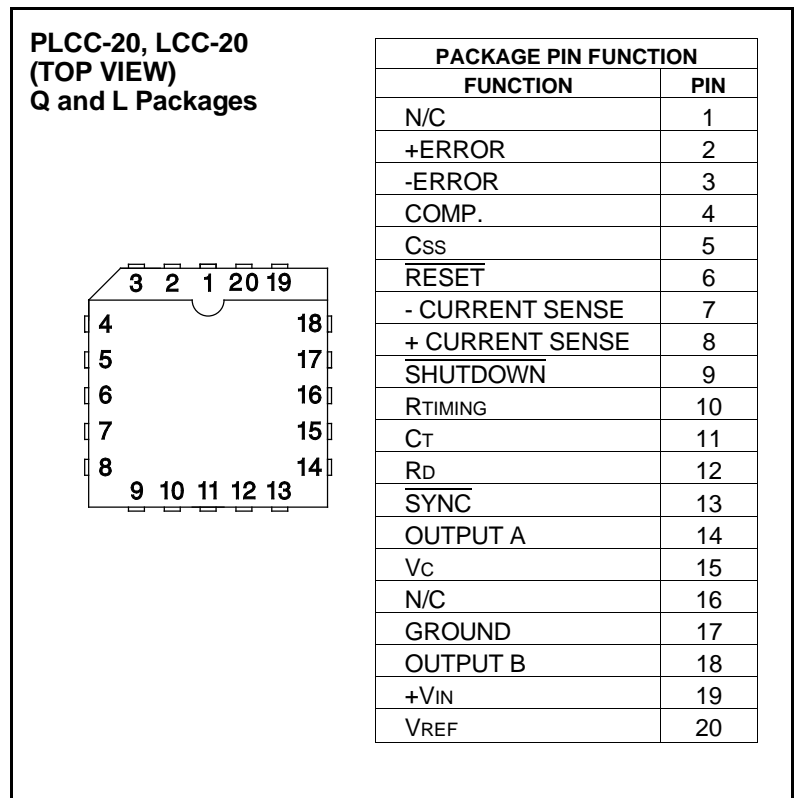 PLCC-20, LCC-20
(TOP VIEW)
Q and L Packages
3 2 1 20 19
4 18
5 17
6 16
7 15
8 14
9 10 11 12 13
PACKAGE PIN FUNCTION
FUNCTION PIN
N/C 1
+ERROR 2
-ERROR 3
COMP. 4
CSS 5
R̅E̅S̅E̅T̅ 6
- CURRENT SENSE 7
+ CURRENT SENSE 8
S̅H̅U̅T̅D̅O̅W̅N̅ 9
RTIMING 10
CT 11
RD 12
S̅Y̅N̅C̅ 13
OUTPUT A 14
VC 15
N/C 16
GROUND 17
OUTPUT B 18
+VIN 19
VREF 20